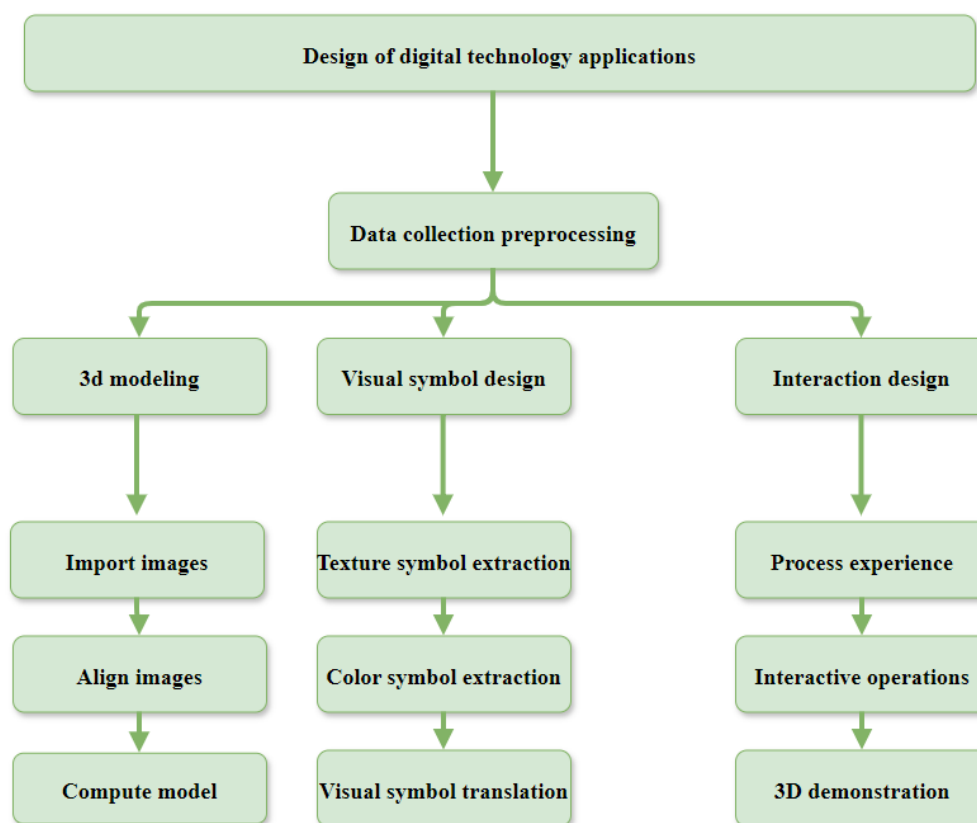 Design of digital technology applications
Data collection preprocessing
3d modeling
Visual symbol design
Interaction design
Import images
Texture symbol extraction
Process experience
Align images
Color symbol extraction
Interactive operations
Compute model
Visual symbol translation
3D demonstration